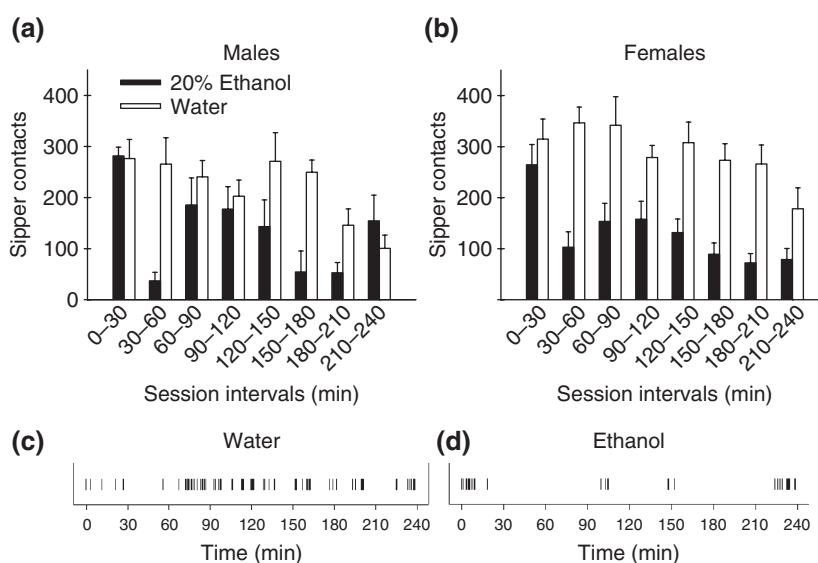 (a)
Males
20% Ethanol
Water
400
300
200
100
0
Sipper contacts
0–30
30–60
60–90
90–120
120–150
150–180
180–210
210–240
Session intervals (min)
(b)
Females
400
300
200
100
0
Sipper contacts
0–30
30–60
60–90
90–120
120–150
150–180
180–210
210–240
Session intervals (min)
(c)
Water
0 30 60 90 120 150 180 210 240
Time (min)
(d)
Ethanol
0 30 60 90 120 150 180 210 240
Time (min)